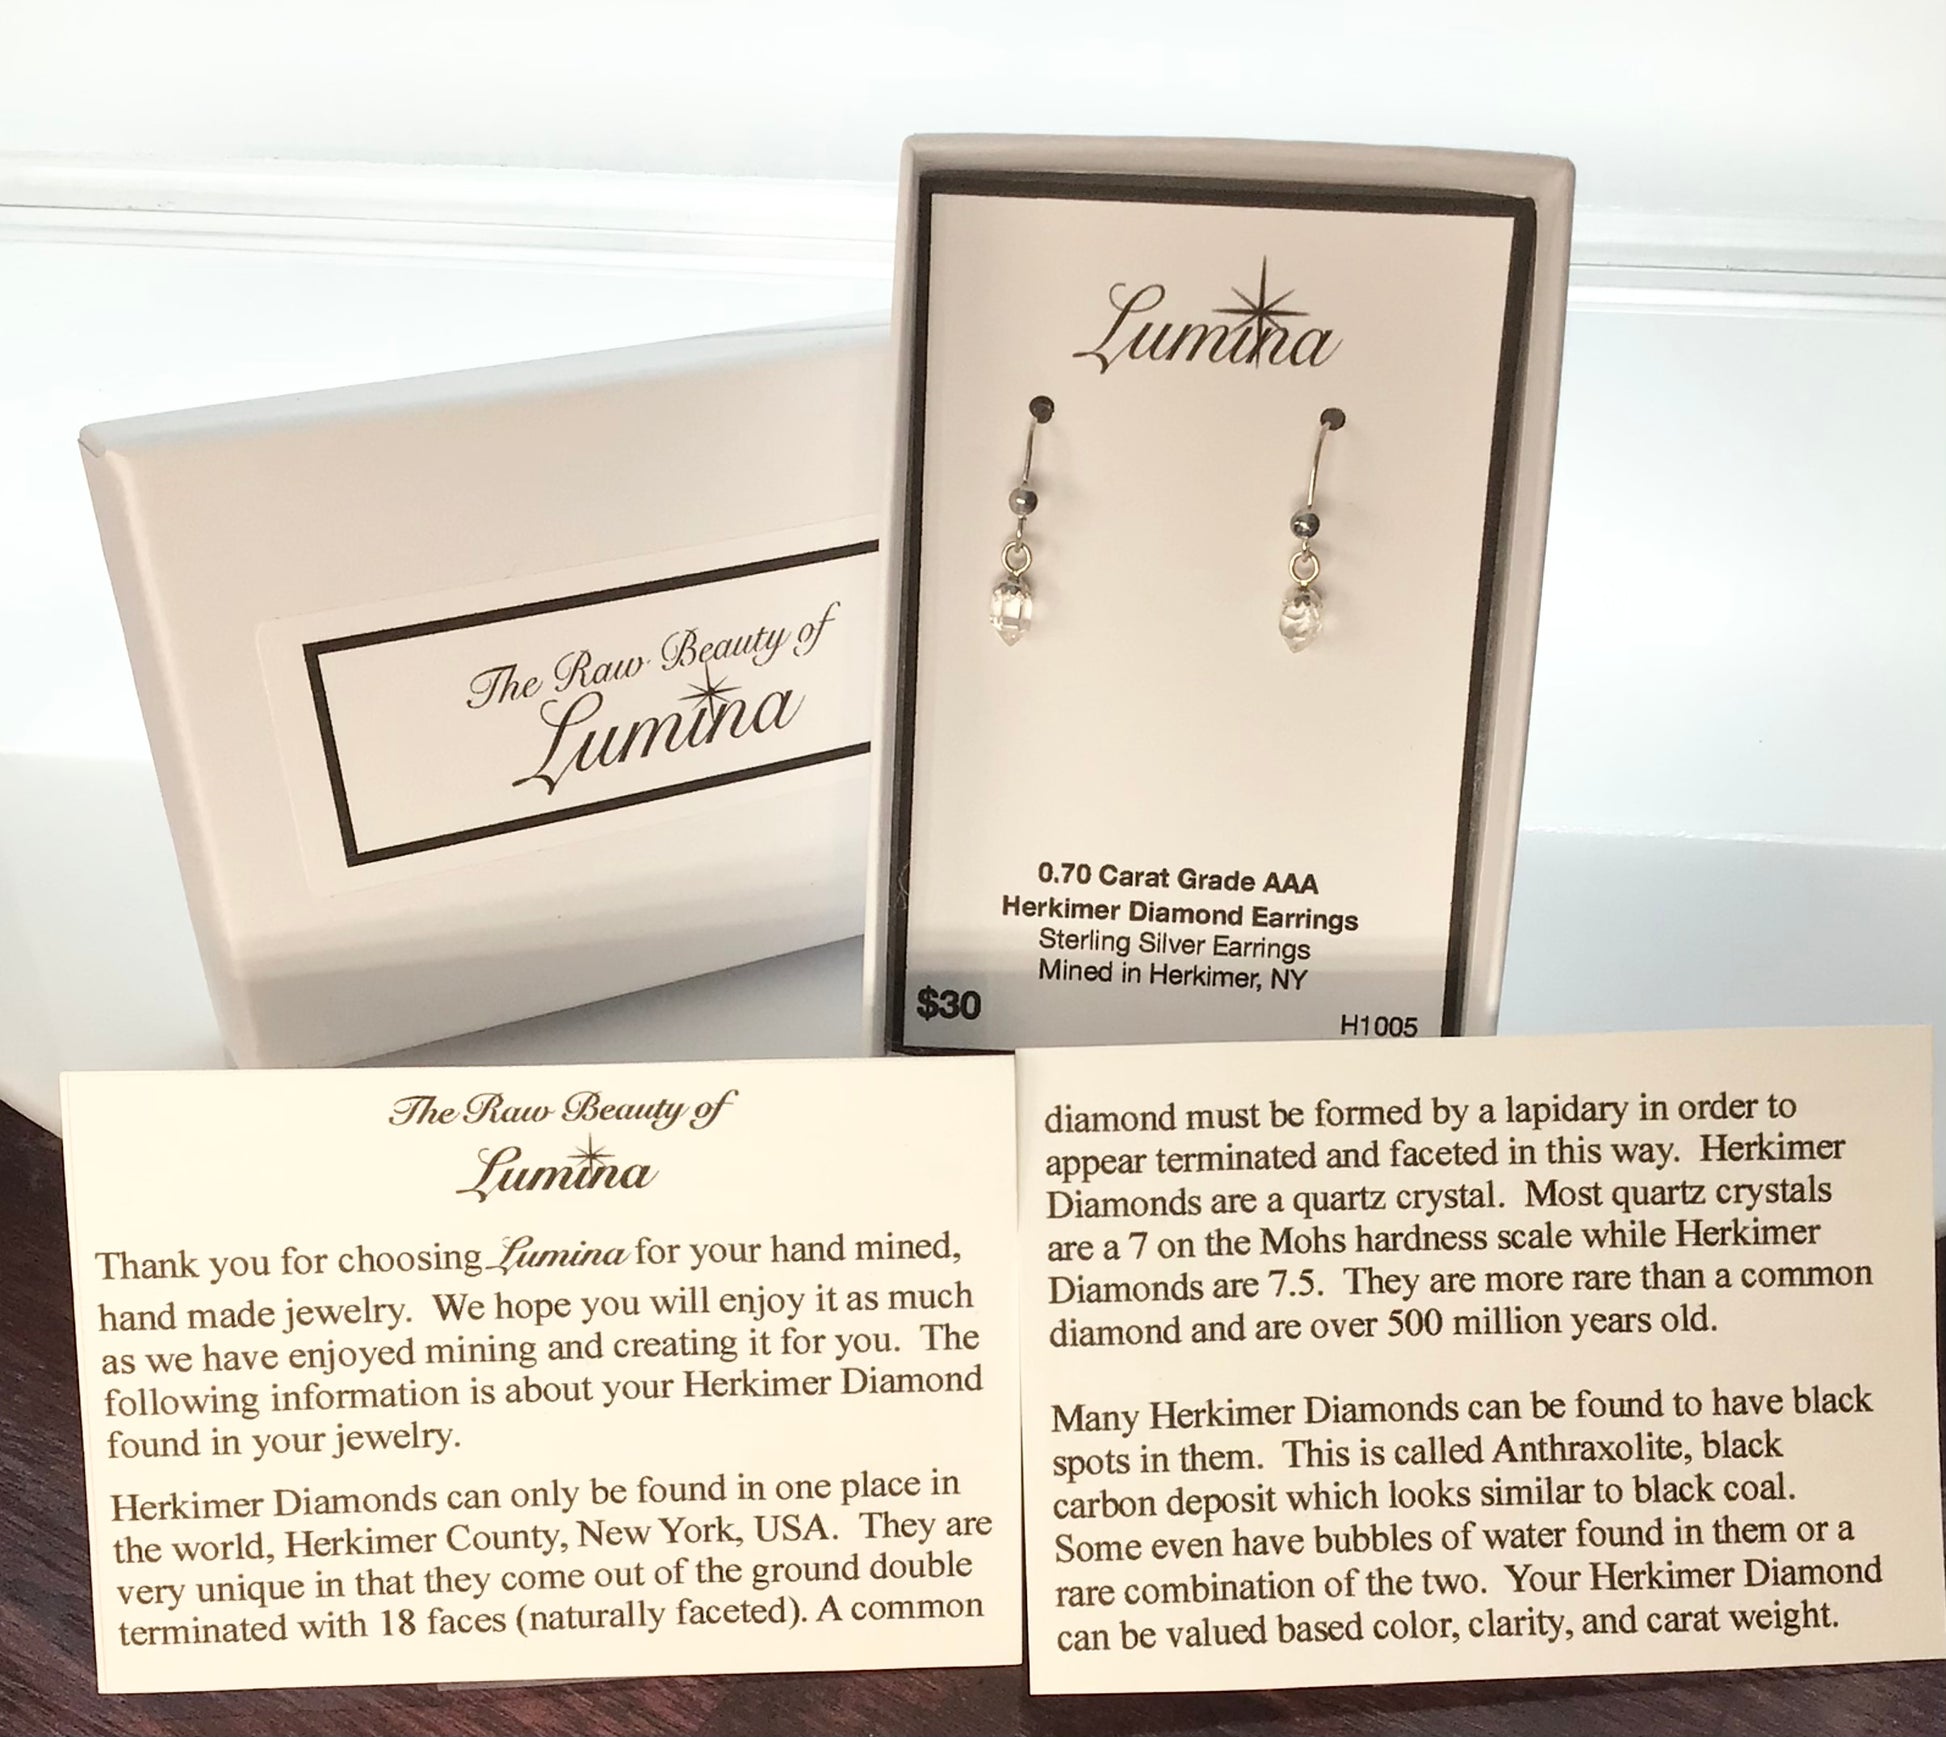 The Raw Beauty of
Lumina
Lumina
0.70 Carat Grade AAA
Herkimer Diamond Earrings
Sterling Silver Earrings
Mined in Herkimer, NY
$30
H1005
The Raw Beauty of
Lumina
Thank you for choosing Lumina for your hand mined,
hand made jewelry. We hope you will enjoy it as much
as we have enjoyed mining and creating it for you. The
following information is about your Herkimer Diamond
found in your jewelry.
Herkimer Diamonds can only be found in one place in
the world, Herkimer County, New York, USA. They are
very unique in that they come out of the ground double
terminated with 18 faces (naturally faceted). A common
diamond must be formed by a lapidary in order to
appear terminated and faceted in this way. Herkimer
Diamonds are a quartz crystal. Most quartz crystals
are a 7 on the Mohs hardness scale while Herkimer
Diamonds are 7.5. They are more rare than a common
diamond and are over 500 million years old.
Many Herkimer Diamonds can be found to have black
spots in them. This is called Anthraxolite, black
carbon deposit which looks similar to black coal.
Some even have bubbles of water found in them or a
rare combination of the two. Your Herkimer Diamond
can be valued based color, clarity, and carat weight.